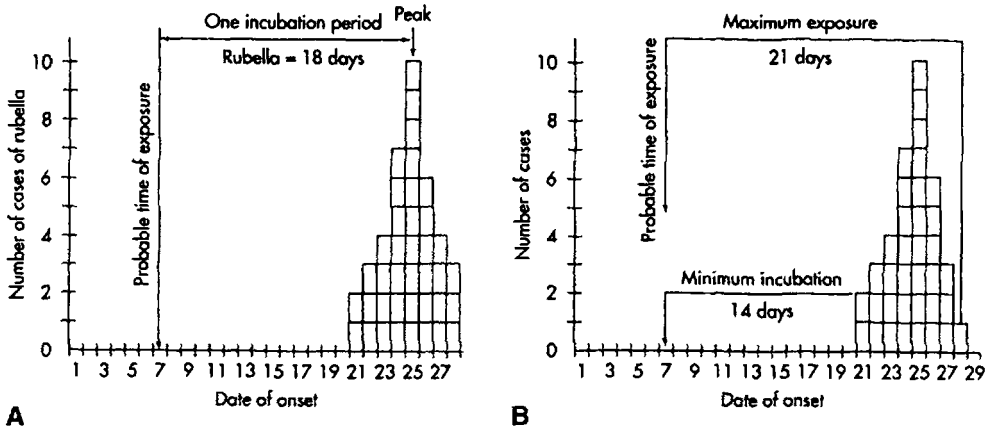 One incubation period
Peak
Rubella = 18 days
Number of cases of rubella
Probable time of exposure
10
8
6
4
2
0
1 3 5 7 9 11 13 15 17 19 21 23 25 27
Date of onset
A
Maximum exposure
21 days
Number of cases
Probable time of exposure
10
8
6
4
2
0
Minimum incubation
14 days
1 3 5 7 9 11 13 15 17 19 21 23 25 27 29
Date of onset
B